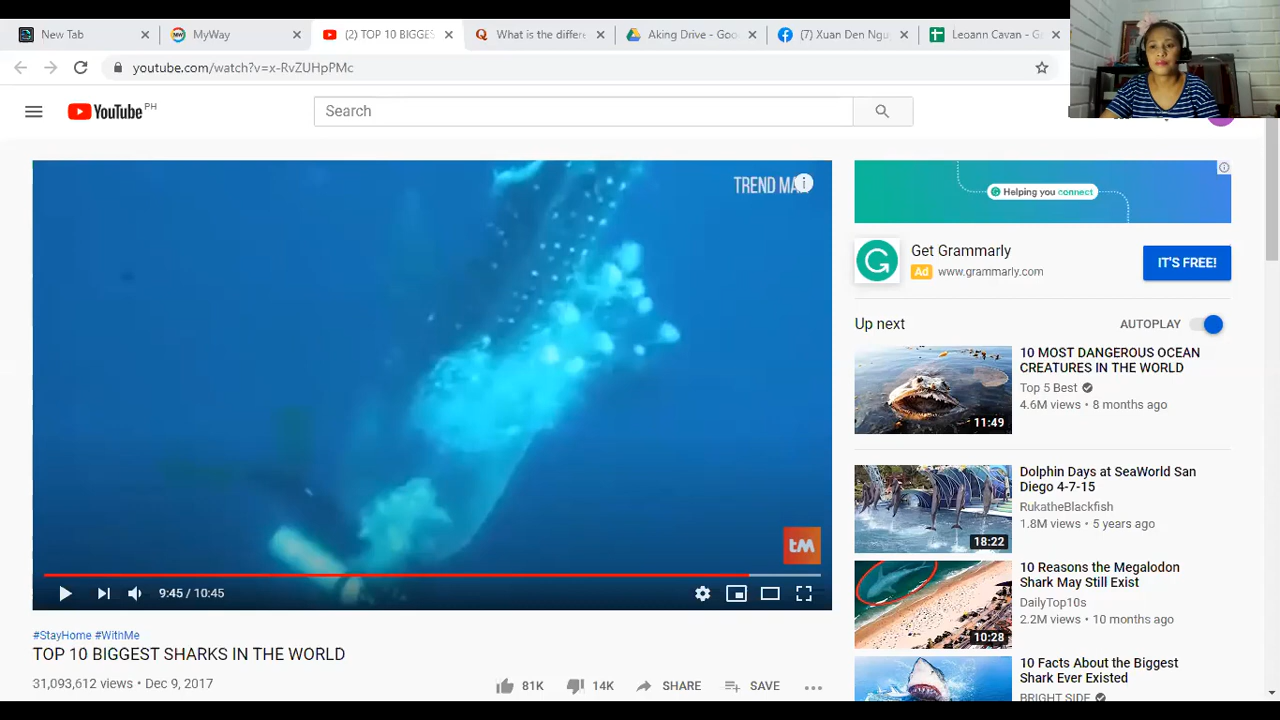 New Tab
MyWay
(2) TOP 10 BIGGES
What is the differe
Aking Drive - Goo
(7) Xuan Den Ngu
Leoann Cavan - G
youtube.com/watch?v=x-RvZUHpPMc
YouTube PH
Search
TREND MA
tM
9:45 / 10:45
#StayHome #WithMe
TOP 10 BIGGEST SHARKS IN THE WORLD
31,093,612 views • Dec 9, 2017
81K
14K
SHARE
SAVE
Helping you connect
Get Grammarly
Ad www.grammarly.com
IT'S FREE!
Up next
AUTOPLAY
10 MOST DANGEROUS OCEAN
CREATURES IN THE WORLD
Top 5 Best
4.6M views • 8 months ago
11:49
Dolphin Days at SeaWorld San
Diego 4-7-15
RukatheBlackfish
1.8M views • 5 years ago
18:22
10 Reasons the Megalodon
Shark May Still Exist
DailyTop10s
2.2M views • 10 months ago
10:28
10 Facts About the Biggest
Shark Ever Existed
BRIGHT SIDE